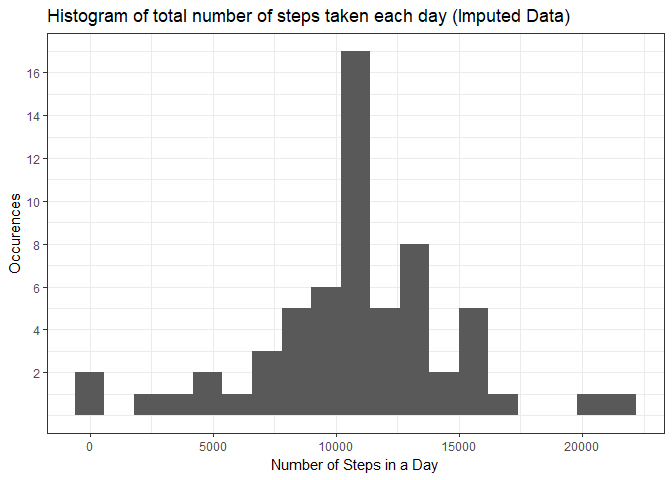 Histogram of total number of steps taken each day (Imputed Data)
16
14
12
10
8
6
4
2
Occurences
0 5000 10000 15000 20000
Number of Steps in a Day